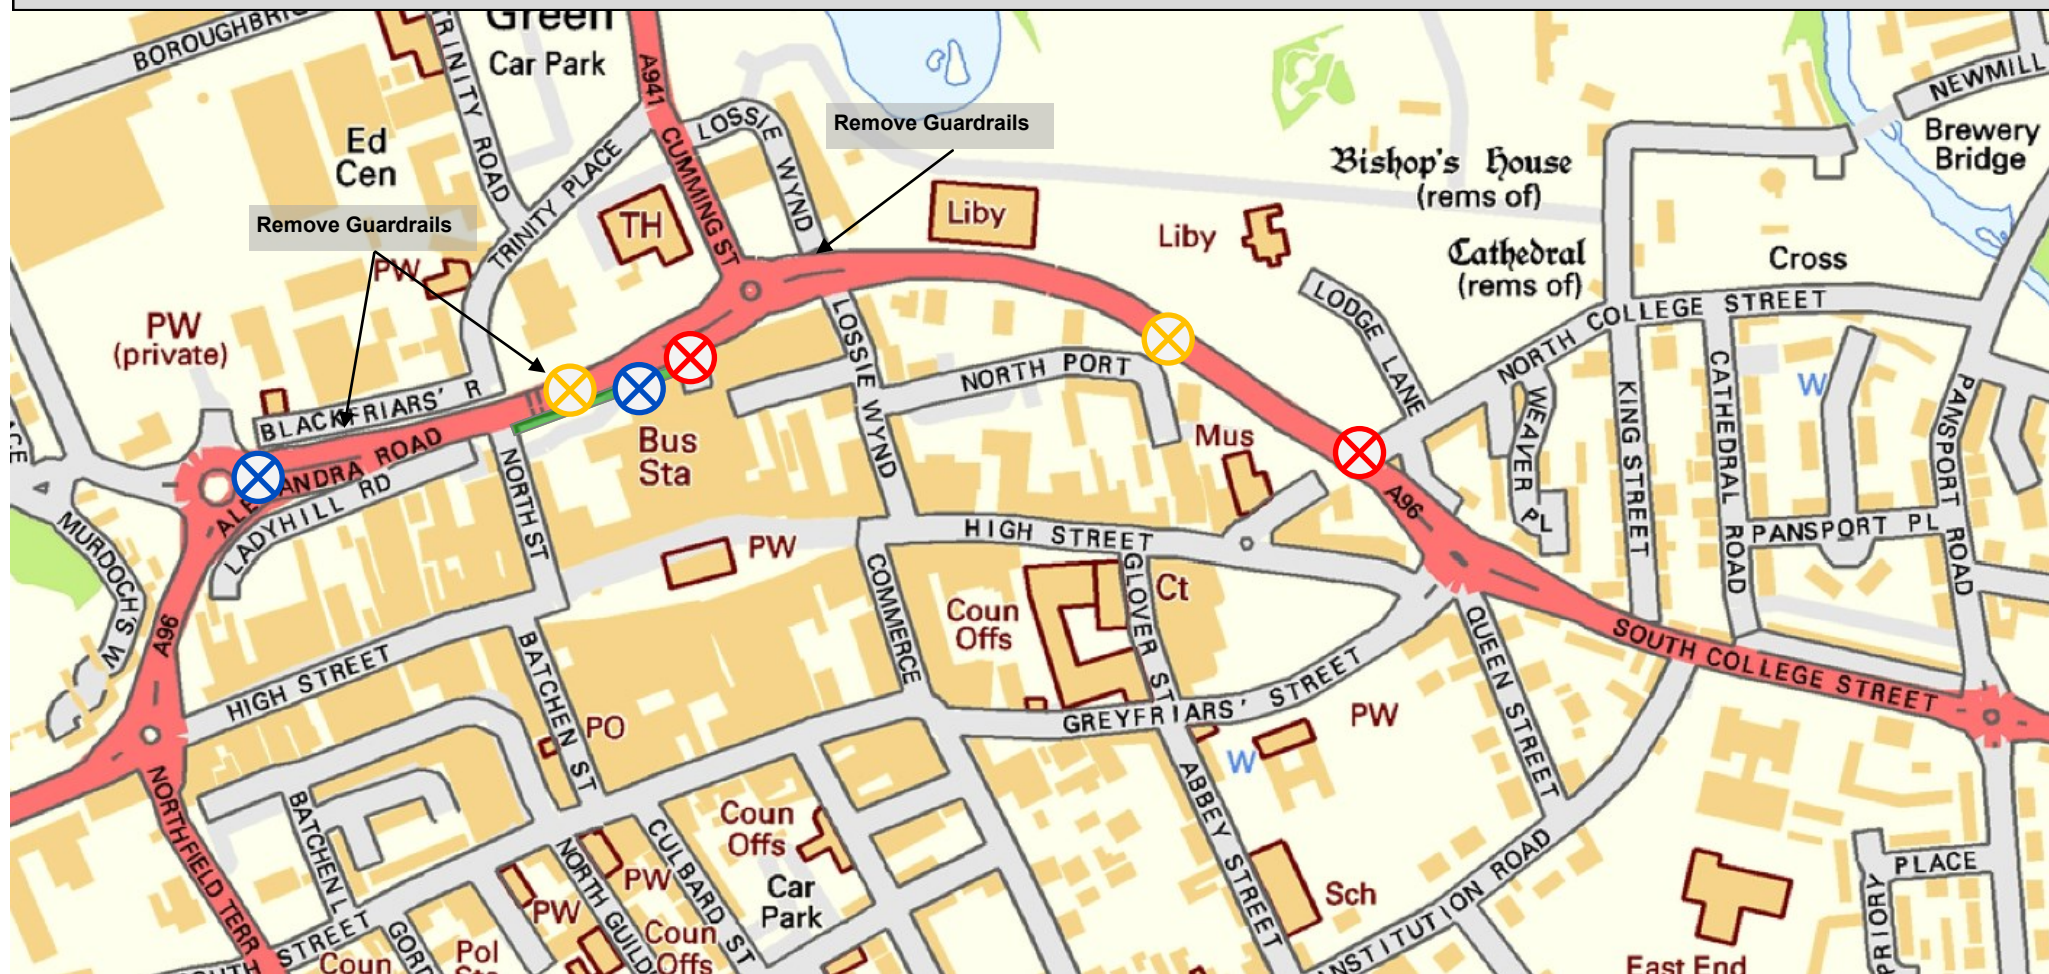 BOROUGHBRI
TRINITY ROAD
Green
Car Park
A941
CUMMING ST
LOSSIE WYND
Remove Guardrails
NEWMILL
Brewery
Bridge
Bishop's House
(rems of)
Ed
Cen
TRINITY PLACE
TH
Liby
Liby
Cathedral
(rems of)
Cross
Remove Guardrails
PW
PW
(private)
LODGE LANE
NORTH COLLEGE STREET
BLACKFRIARS' R
ALEXANDRA ROAD
LADYHILL RD
NORTH ST
Bus
Sta
LOSSIE WYND
NORTH PORT
Mus
WEAVER PL
KING STREET
CATHEDRAL ROAD
W
PANSPORT ROAD
PANSPORT PL
A96
MURDOCH'S W
A96
HIGH STREET
PW
HIGH STREET
COMMERCE
Coun
Offs
GLOVER ST
Ct
QUEEN STREET
SOUTH COLLEGE STREET
BATCHEN ST
PO
GREYFRIARS' STREET
PW
W
ABBEY STREET
NORTHFIELD TERR
BATCHEN L
Coun
Offs
Car
Park
CULBARD ST
NORTH GUILD
PW
PW
Coun
Offs
Sch
INSTITUTION ROAD
PLACE
PRIORY
SOUTH STREET
GORD
Coun
Pol
Sta
East End